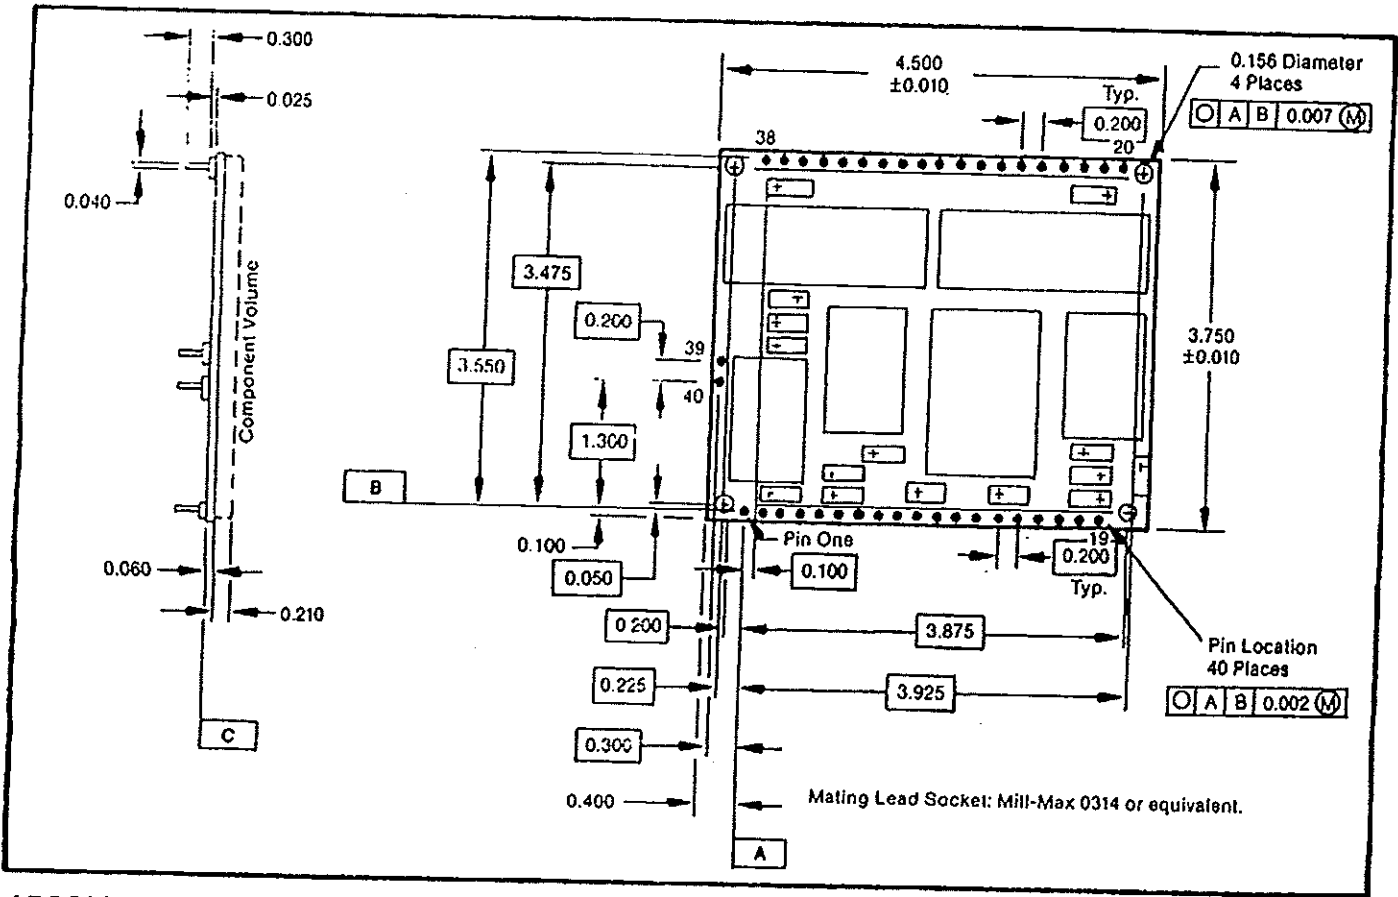 0.300
0.025
0.040
Component Volume
0.060
0.210
C
4.500
±0.010
0.156 Diameter
4 Places
A B 0.007 M
Typ.
0.200
38
20
3.475
0.200
39
3.550
40
1.300
3.750
±0.010
B
0.100
0.050
Pin One
0.100
19
0.200
Typ.
0.200
3.875
0.225
3.925
Pin Location
40 Places
A B 0.002 M
0.300
0.400
Mating Lead Socket: Mill-Max 0314 or equivalent.
A